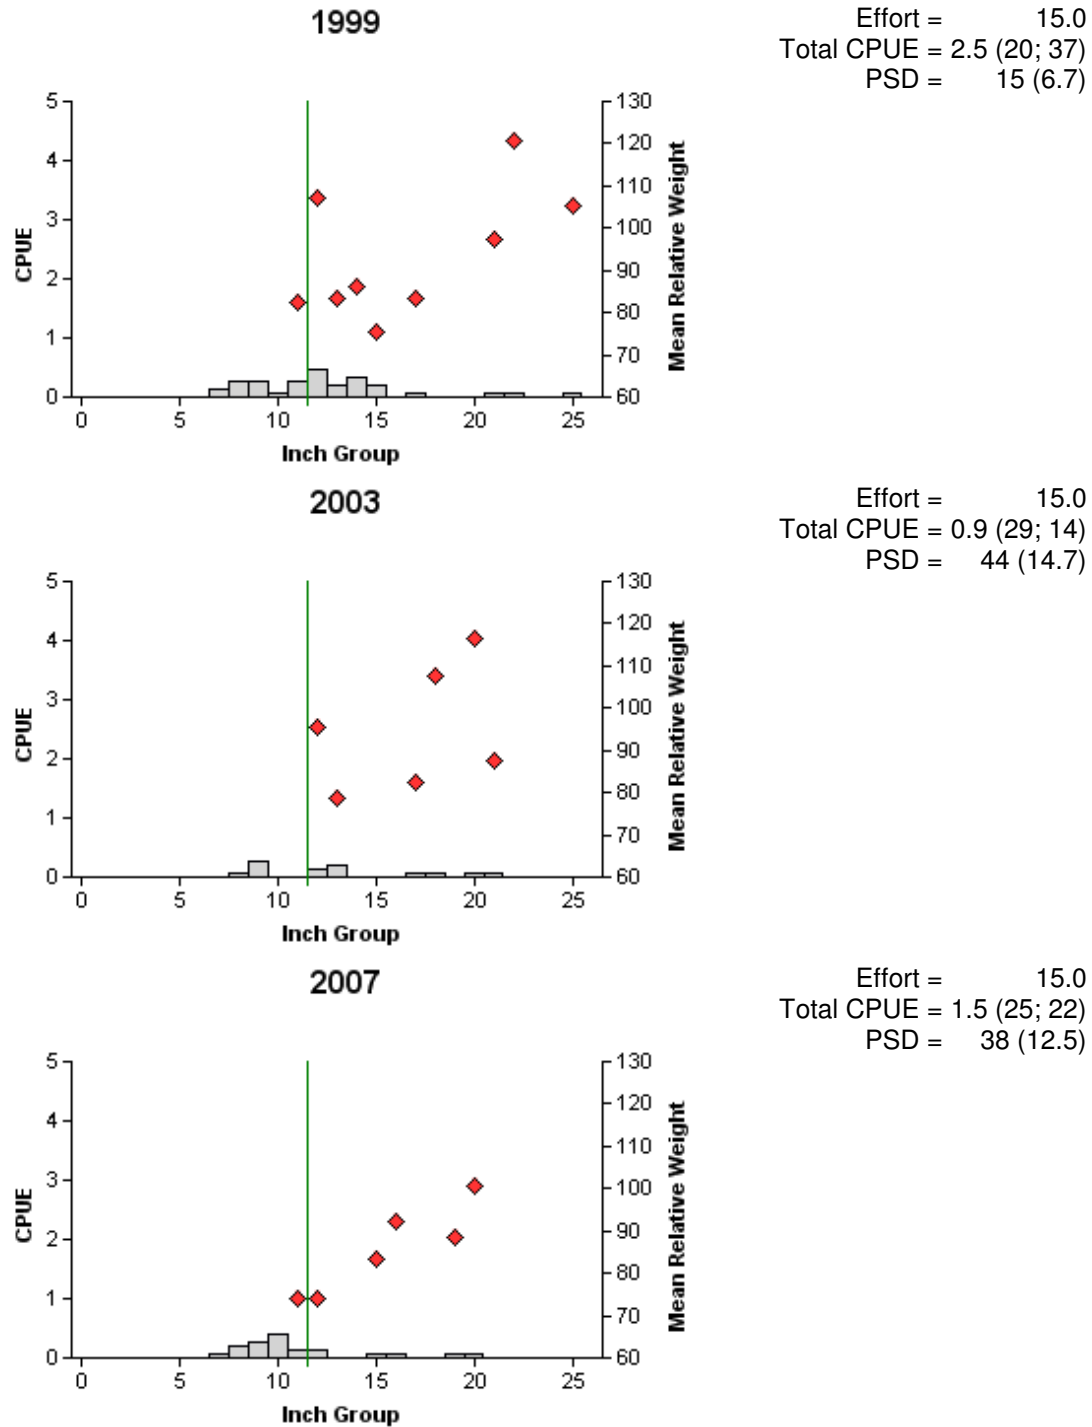 1999
Effort = 15.0
Total CPUE = 2.5 (20; 37)
PSD = 15 (6.7)
5
4
3
2
1
0
CPUE
130
120
110
100
90
80
70
60
Mean Relative Weight
0 5 10 15 20 25
Inch Group
2003
Effort = 15.0
Total CPUE = 0.9 (29; 14)
PSD = 44 (14.7)
5
4
3
2
1
0
CPUE
130
120
110
100
90
80
70
60
Mean Relative Weight
0 5 10 15 20 25
Inch Group
2007
Effort = 15.0
Total CPUE = 1.5 (25; 22)
PSD = 38 (12.5)
5
4
3
2
1
0
CPUE
130
120
110
100
90
80
70
60
Mean Relative Weight
0 5 10 15 20 25
Inch Group